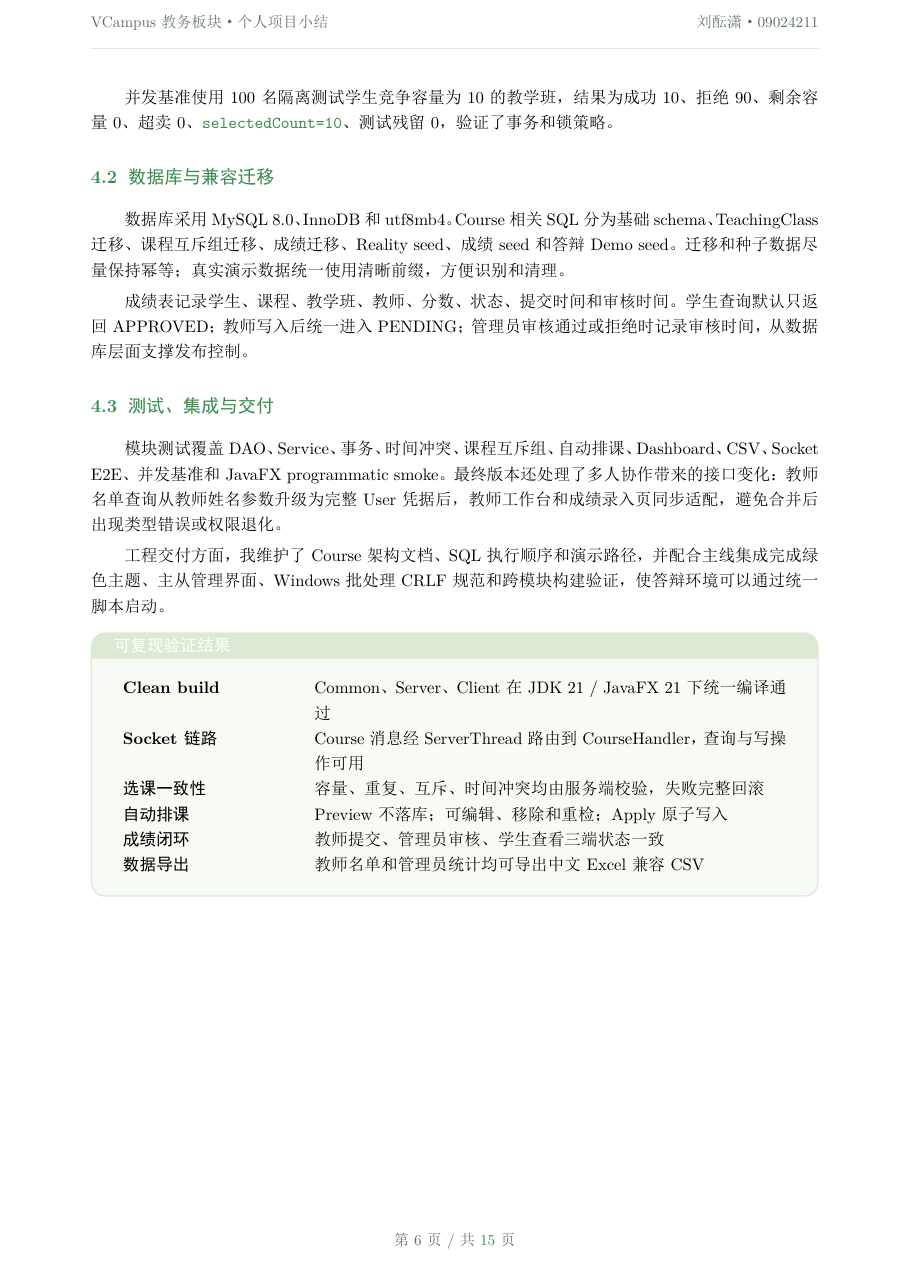 VCampus 教务板块 • 个人项目小结
刘酝潇 • 09024211
并发基准使用 100 名隔离测试学生竞争容量为 10 的教学班，结果为成功 10、拒绝 90、剩余容
量 0、超卖 0、selectedCount=10、测试残留 0，验证了事务和锁策略。
4.2 数据库与兼容迁移
数据库采用 MySQL 8.0、InnoDB 和 utf8mb4。Course 相关 SQL 分为基础 schema、TeachingClass
迁移、课程互斥组迁移、成绩迁移、Reality seed、成绩 seed 和答辩 Demo seed。迁移和种子数据尽
量保持幂等；真实演示数据统一使用清晰前缀，方便识别和清理。
成绩表记录学生、课程、教学班、教师、分数、状态、提交时间和审核时间。学生查询默认只返
回 APPROVED；教师写入后统一进入 PENDING；管理员审核通过或拒绝时记录审核时间，从数据
库层面支撑发布控制。
4.3 测试、集成与交付
模块测试覆盖 DAO、Service、事务、时间冲突、课程互斥组、自动排课、Dashboard、CSV、Socket
E2E、并发基准和 JavaFX programmatic smoke。最终版本还处理了多人协作带来的接口变化：教师
名单查询从教师姓名参数升级为完整 User 凭据后，教师工作台和成绩录入页同步适配，避免合并后
出现类型错误或权限退化。
工程交付方面，我维护了 Course 架构文档、SQL 执行顺序和演示路径，并配合主线集成完成绿
色主题、主从管理界面、Windows 批处理 CRLF 规范和跨模块构建验证，使答辩环境可以通过统一
脚本启动。
可复现验证结果
Clean build Common、Server、Client 在 JDK 21 / JavaFX 21 下统一编译通
过
Socket 链路 Course 消息经 ServerThread 路由到 CourseHandler，查询与写操
作可用
选课一致性 容量、重复、互斥、时间冲突均由服务端校验，失败完整回滚
自动排课 Preview 不落库；可编辑、移除和重检；Apply 原子写入
成绩闭环 教师提交、管理员审核、学生查看三端状态一致
数据导出 教师名单和管理员统计均可导出中文 Excel 兼容 CSV
第 6 页 / 共 15 页